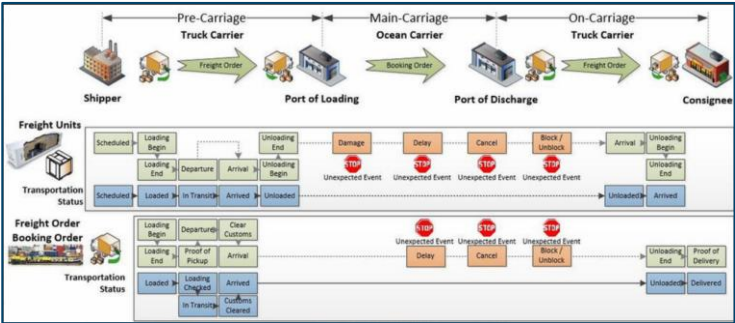 Pre-Carriage Main-Carriage On-Carriage
Truck Carrier Ocean Carrier Truck Carrier
Freight Order Booking Order Freight Order
Shipper Port of Loading Port of Discharge Consignee
Freight Units
Scheduled
Loading
Begin
Loading
End
Departure
Arrival
Unloading
End
Unloading
Begin
Damage
Delay
Cancel
Block /
Unblock
Arrival
Unloading
Begin
Unloading
End
STOP STOP STOP STOP
Unexpected Event Unexpected Event Unexpected Event Unexpected Event
Transportation
Status
Scheduled Loaded In Transit Arrived Unloaded Unloaded Arrived
Freight Order
Booking Order
Loading
Begin
Departure
Clear
Customs
STOP STOP STOP
Unexpected Event Unexpected Event Unexpected Event
Loading
End
Proof of
Pickup
Arrival
Delay
Cancel
Block /
Unblock
Unloading
End
Proof of
Delivery
Transportation
Status
Loaded
Loading
Checked
Arrived
Unloaded
Delivered
In Transit
Customs
Cleared